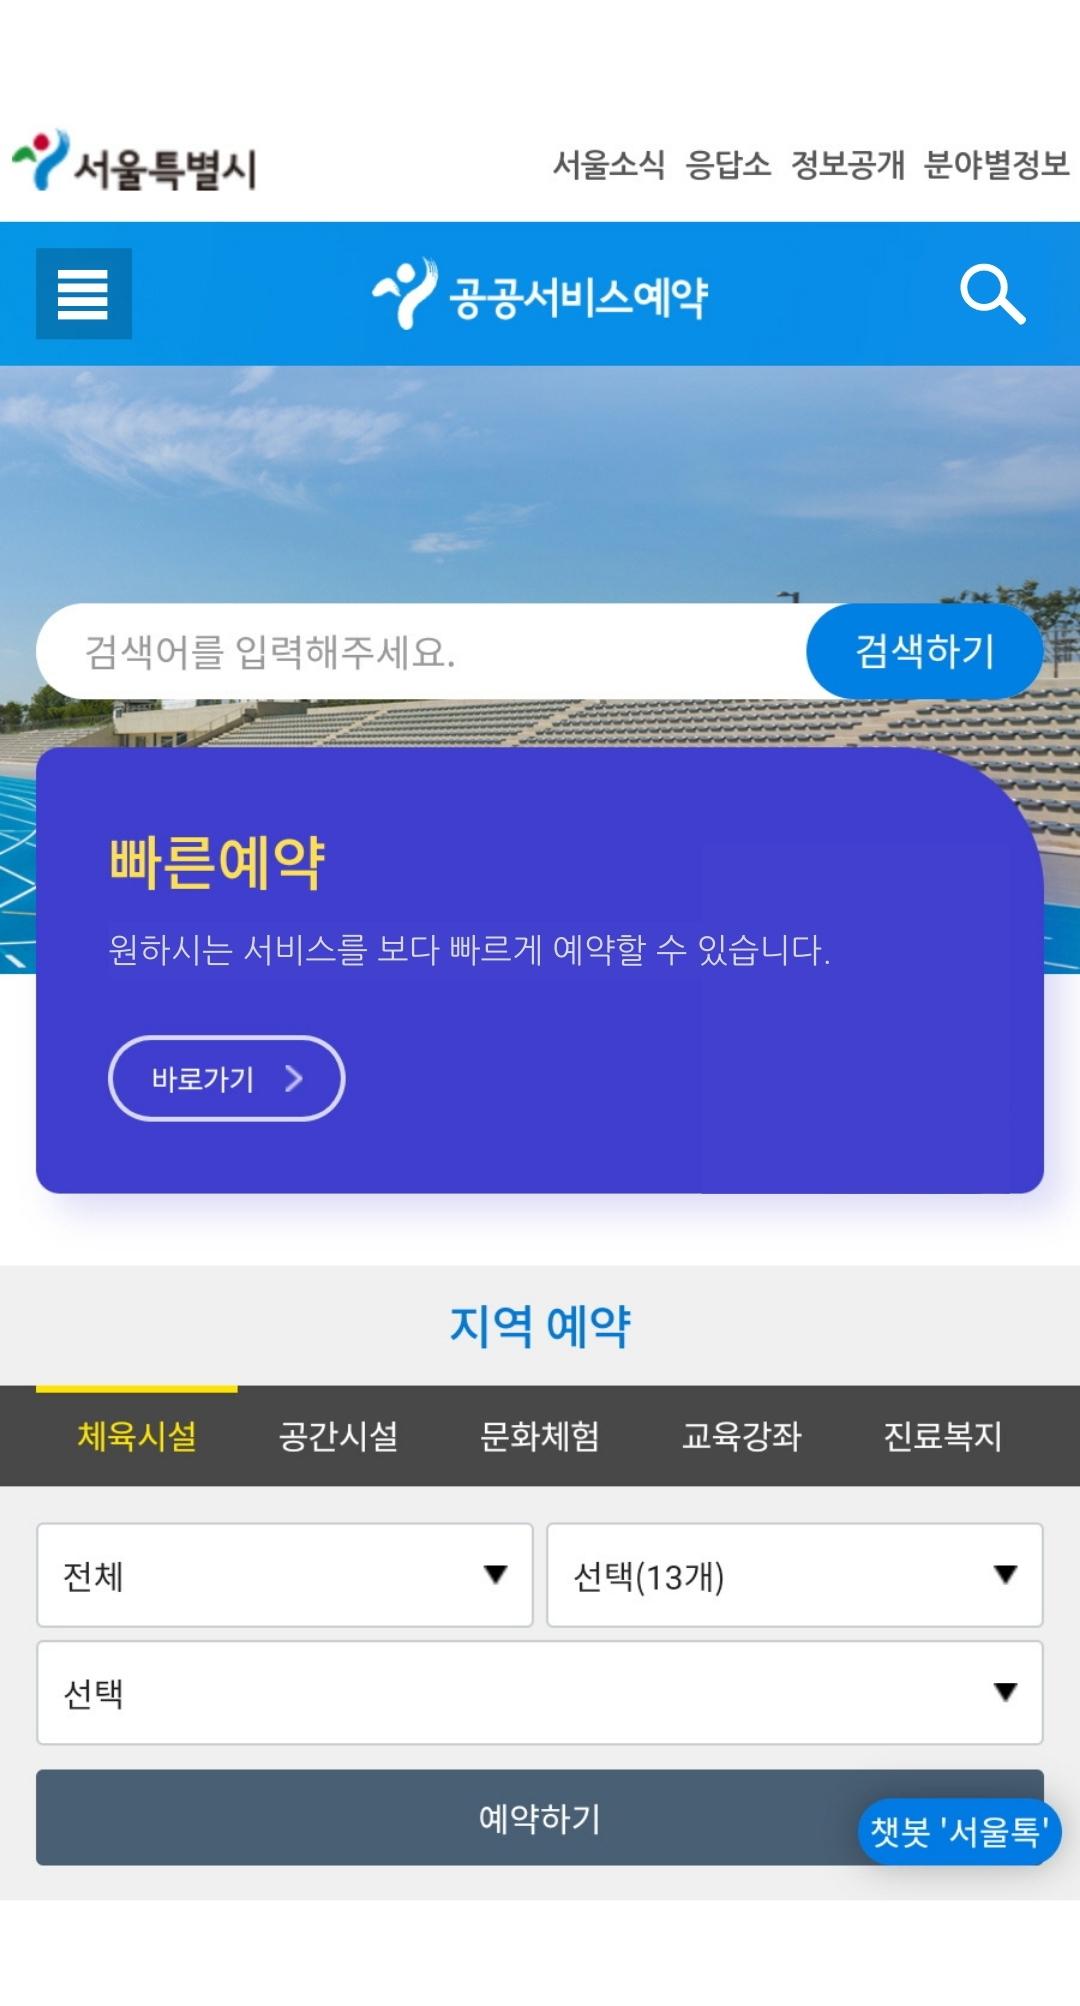 서울특별시
서울소식 응답소 정보공개 분야별정보
공공서비스예약
검색어를 입력해주세요. 검색하기
빠른예약
원하시는 서비스를 보다 빠르게 예약할 수 있습니다.
바로가기
지역 예약
체육시설 공간시설 문화체험 교육강좌 진료복지
전체 선택(13개)
선택
예약하기
챗봇 '서울톡'